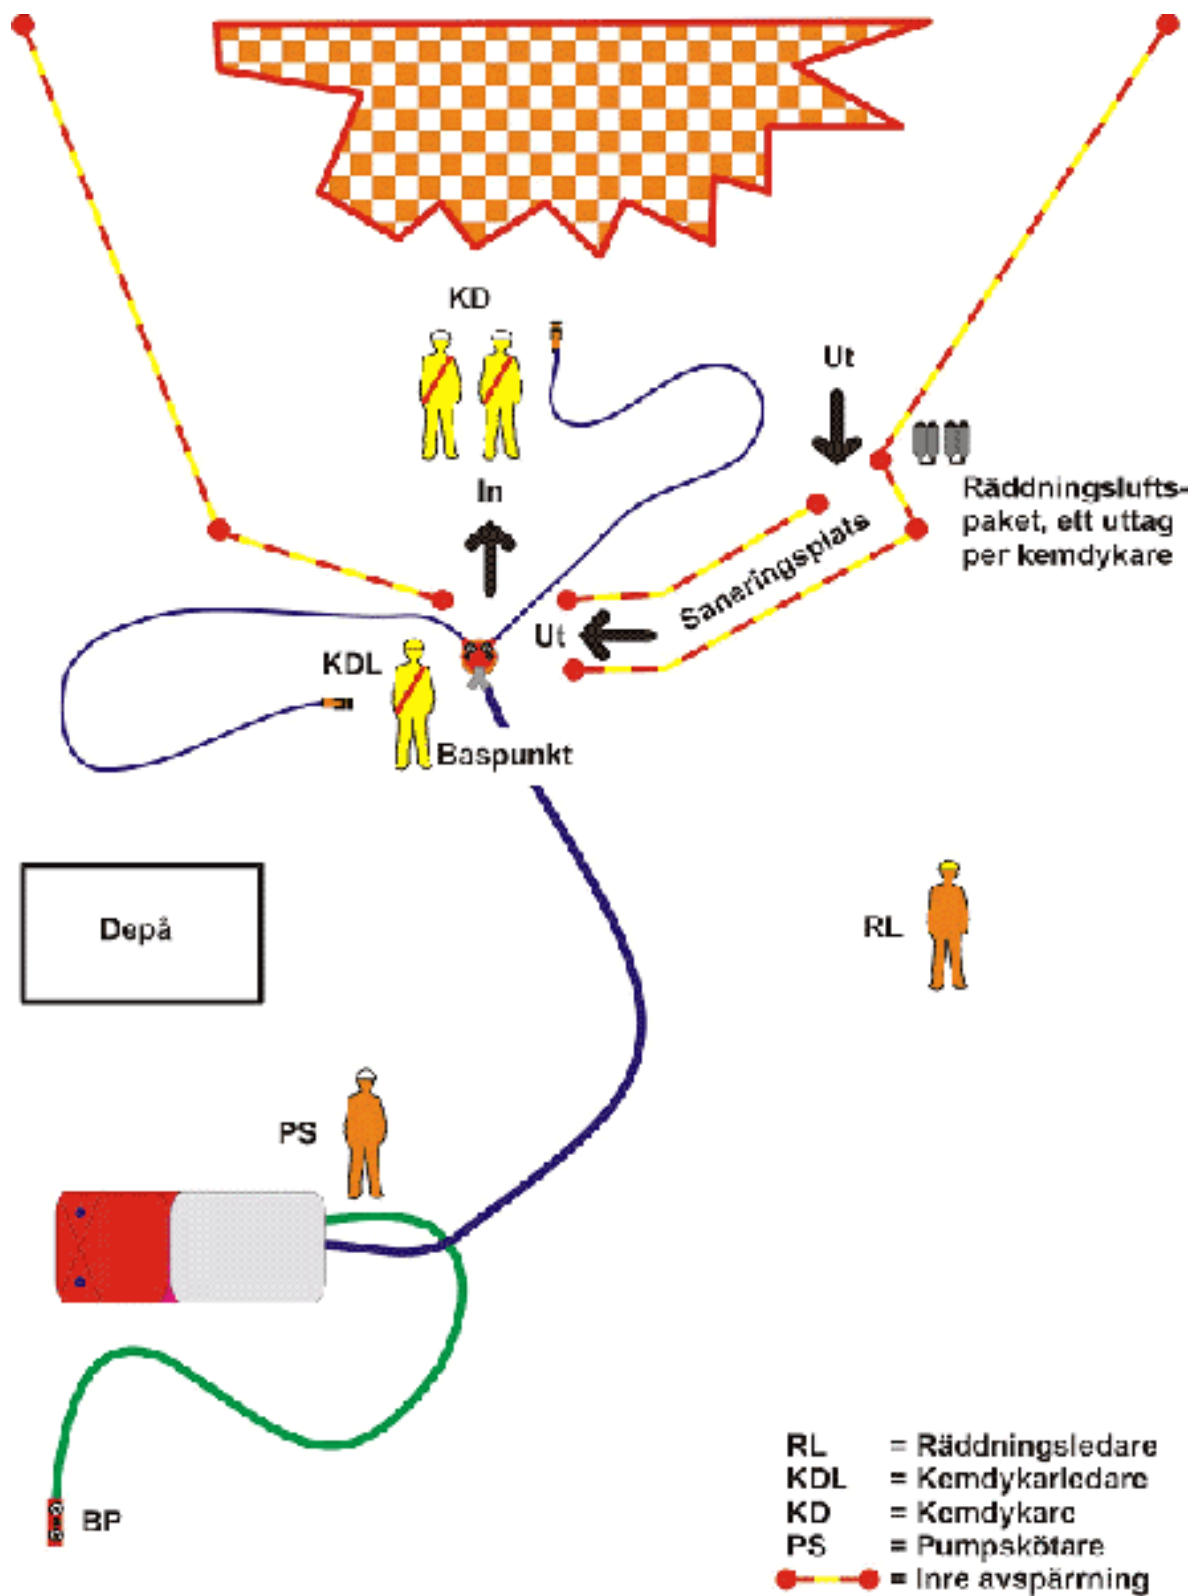 KD
Ut
In
Räddningslufts-
paket, ett uttag
per kemdykare
Saneringsplats
Ut
KDL
Baspunkt
Depå
RL
PS
BP
RL = Räddningsledare
KDL = Kemdykarledare
KD = Kemdykare
PS = Pumpskötare
= Inre avspärrning